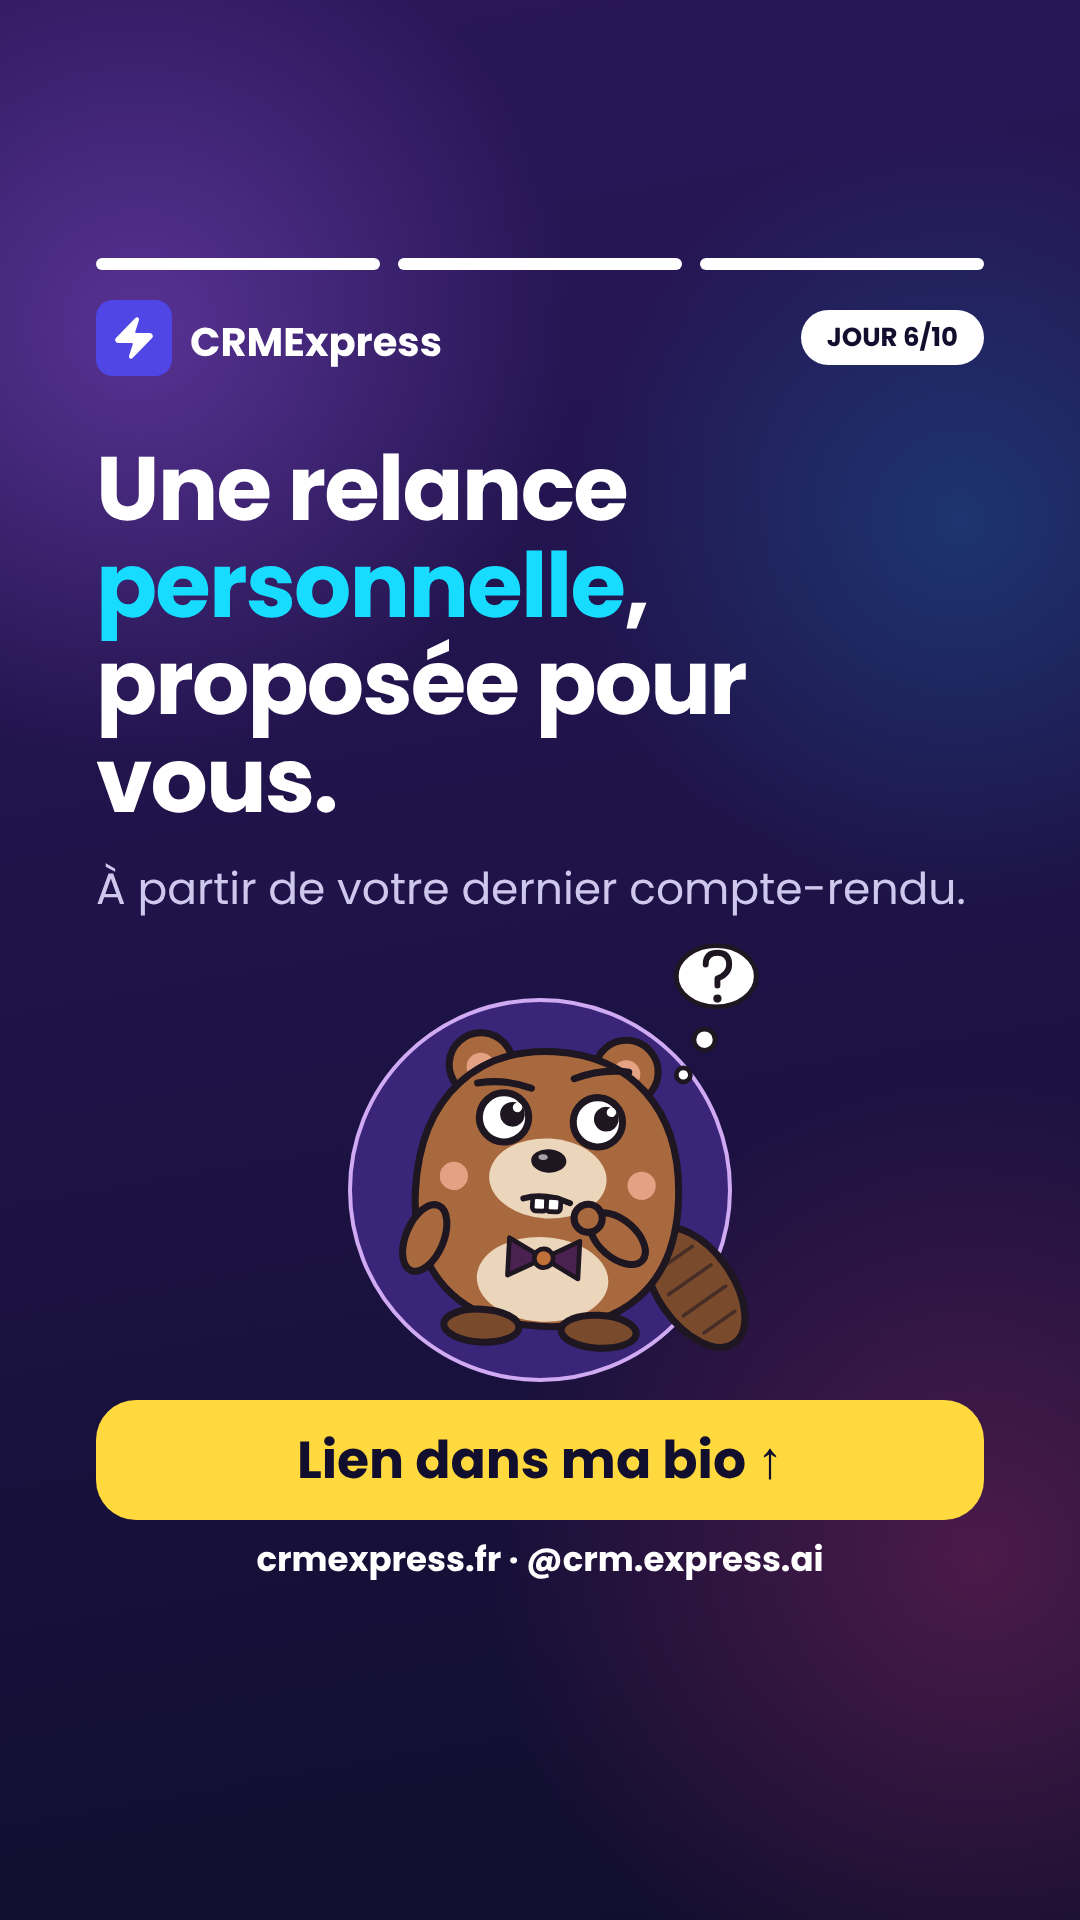 CRMExpress
JOUR 6/10
Une relance
personnelle,
proposée pour
vous.
À partir de votre dernier compte-rendu.
?
Lien dans ma bio ↑
crmexpress.fr · @crm.express.ai